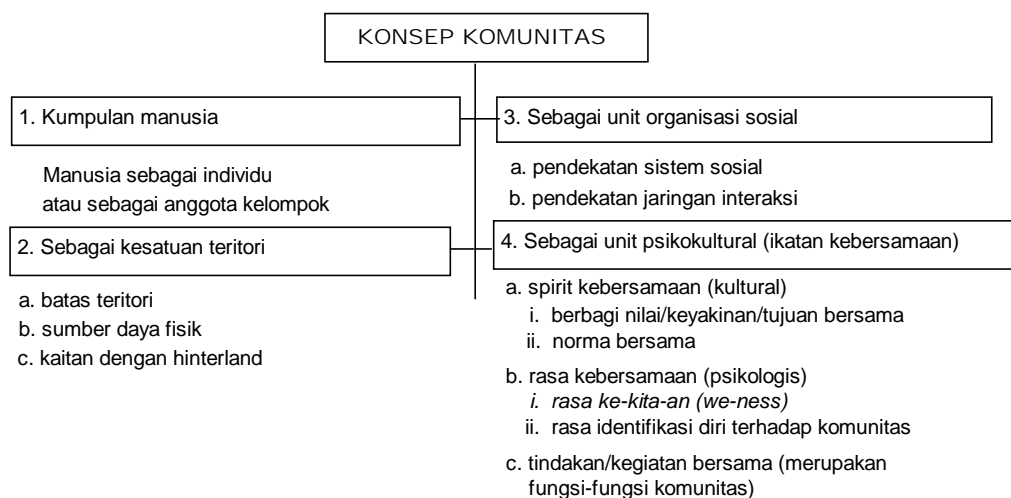 KONSEP KOMUNITAS
1. Kumpulan manusia
Manusia sebagai individu
atau sebagai anggota kelompok
2. Sebagai kesatuan teritori
a. batas teritori
b. sumber daya fisik
c. kaitan dengan hinterland
3. Sebagai unit organisasi sosial
a. pendekatan sistem sosial
b. pendekatan jaringan interaksi
4. Sebagai unit psikokultural (ikatan kebersamaan)
a. spirit kebersamaan (kultural)
i. berbagi nilai/keyakinan/tujuan bersama
ii. norma bersama
b. rasa kebersamaan (psikologis)
i. rasa ke-kita-an (we-ness)
ii. rasa identifikasi diri terhadap komunitas
c. tindakan/kegiatan bersama (merupakan
fungsi-fungsi komunitas)